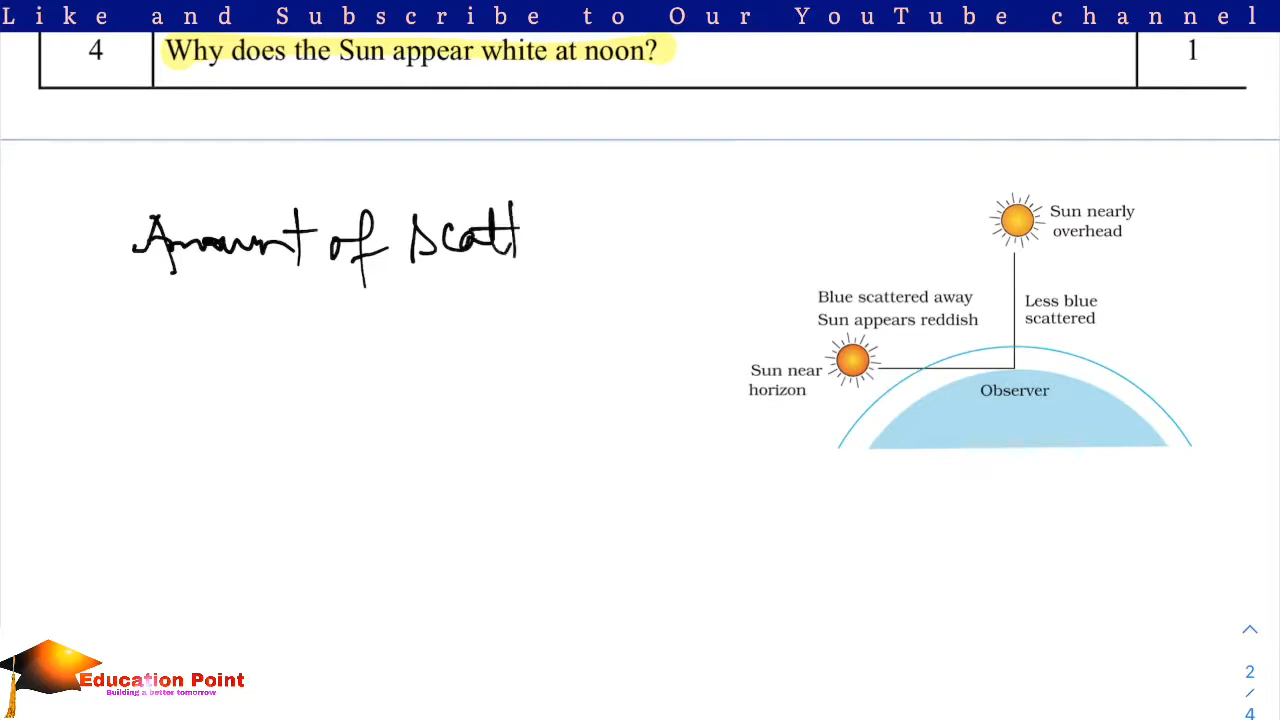 Like and Subscribe to Our YouTube channel
4 Why does the Sun appear white at noon? 1
Amount of scatt
Sun nearly
overhead
Blue scattered away
Sun appears reddish
Less blue
scattered
Sun near
horizon
Observer
2
/
4
Education Point
Building a better tomorrow